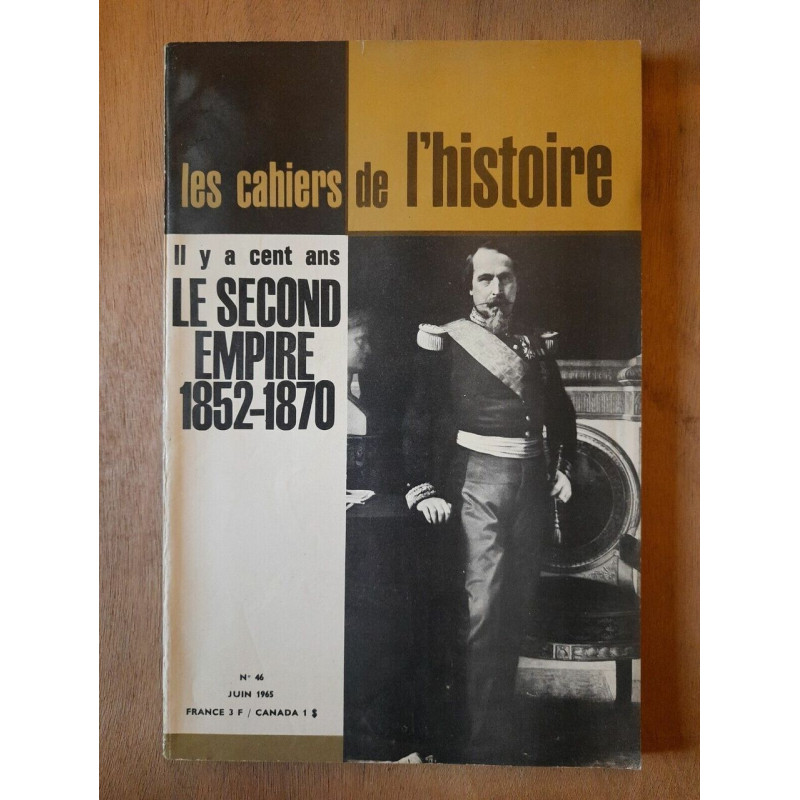 les cahiers de l'histoire
Il y a cent ans
LE SECOND
EMPIRE
1852-1870
N° 46
JUIN 1965
FRANCE 3 F / CANADA 1 $